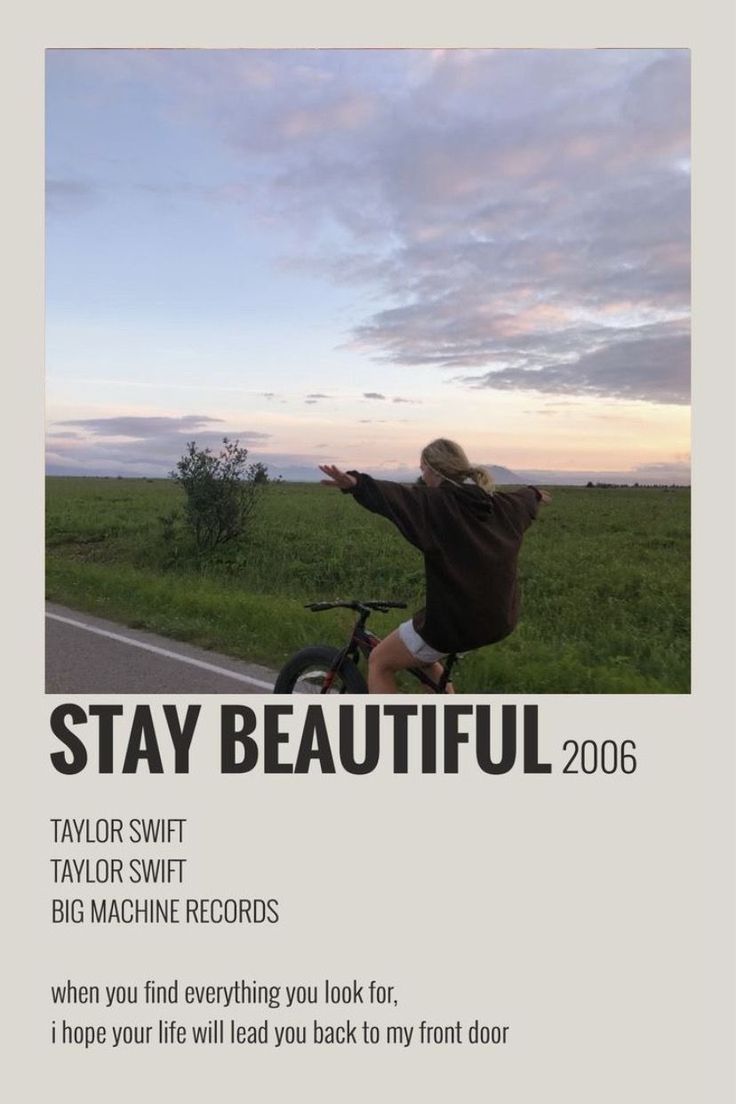 STAY BEAUTIFUL 2006
TAYLOR SWIFT
TAYLOR SWIFT
BIG MACHINE RECORDS
when you find everything you look for,
i hope your life will lead you back to my front door